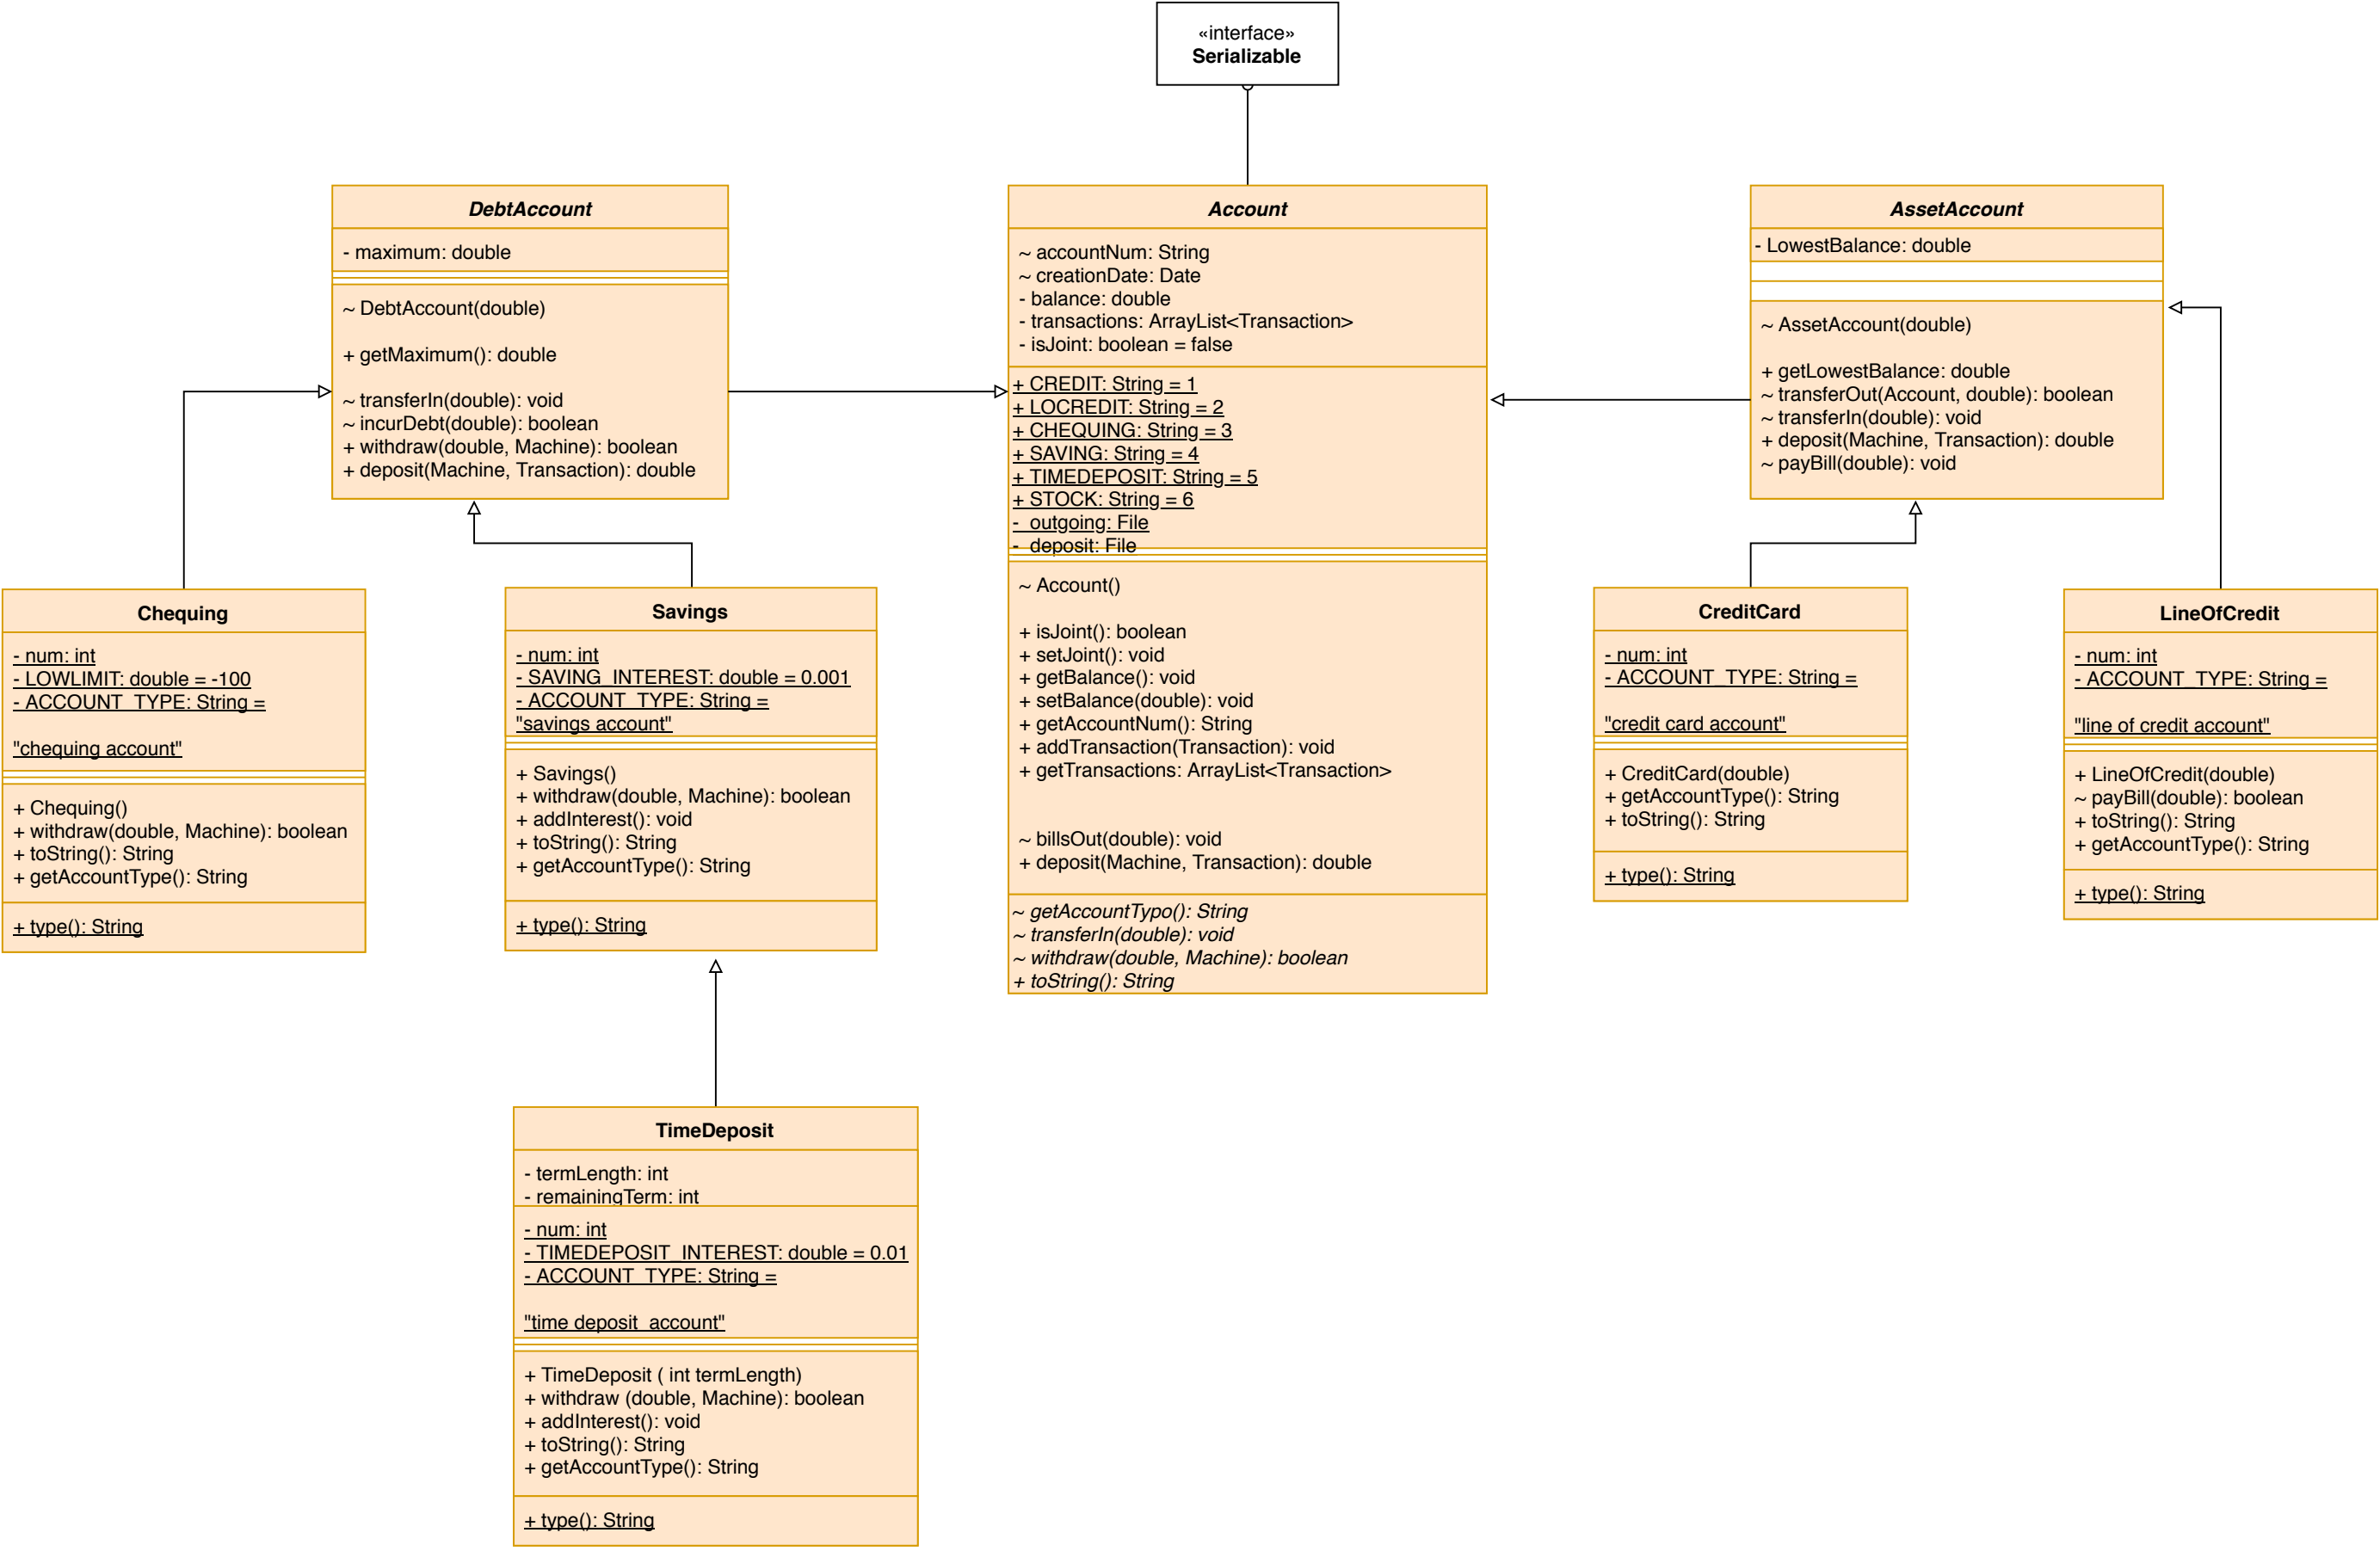 «interface»
Serializable
DebtAccount
- maximum: double
~ DebtAccount(double)
+ getMaximum(): double
~ transferIn(double): void
~ incurDebt(double): boolean
+ withdraw(double, Machine): boolean
+ deposit(Machine, Transaction): double
Account
~ accountNum: String
~ creationDate: Date
- balance: double
- transactions: ArrayList<Transaction>
- isJoint: boolean = false
+ CREDIT: String = 1
+ LOCREDIT: String = 2
+ CHEQUING: String = 3
+ SAVING: String = 4
+ TIMEDEPOSIT: String = 5
+ STOCK: String = 6
- outgoing: File
- deposit: File
~ Account()
+ isJoint(): boolean
+ setJoint(): void
+ getBalance(): void
+ setBalance(double): void
+ getAccountNum(): String
+ addTransaction(Transaction): void
+ getTransactions: ArrayList<Transaction>
~ billsOut(double): void
+ deposit(Machine, Transaction): double
~ getAccountTypo(): String
~ transferIn(double): void
~ withdraw(double, Machine): boolean
+ toString(): String
AssetAccount
- LowestBalance: double
~ AssetAccount(double)
+ getLowestBalance: double
~ transferOut(Account, double): boolean
~ transferIn(double): void
+ deposit(Machine, Transaction): double
~ payBill(double): void
Chequing
- num: int
- LOWLIMIT: double = -100
- ACCOUNT_TYPE: String =
"chequing account"
+ Chequing()
+ withdraw(double, Machine): boolean
+ toString(): String
+ getAccountType(): String
+ type(): String
Savings
- num: int
- SAVING_INTEREST: double = 0.001
- ACCOUNT_TYPE: String =
"savings account"
+ Savings()
+ withdraw(double, Machine): boolean
+ addInterest(): void
+ toString(): String
+ getAccountType(): String
+ type(): String
CreditCard
- num: int
- ACCOUNT_TYPE: String =
"credit card account"
+ CreditCard(double)
+ getAccountType(): String
+ toString(): String
+ type(): String
LineOfCredit
- num: int
- ACCOUNT_TYPE: String =
"line of credit account"
+ LineOfCredit(double)
~ payBill(double): boolean
+ toString(): String
+ getAccountType(): String
+ type(): String
TimeDeposit
- termLength: int
- remainingTerm: int
- num: int
- TIMEDEPOSIT_INTEREST: double = 0.01
- ACCOUNT_TYPE: String =
"time deposit  account"
+ TimeDeposit ( int termLength)
+ withdraw (double, Machine): boolean
+ addInterest(): void
+ toString(): String
+ getAccountType(): String
+ type(): String